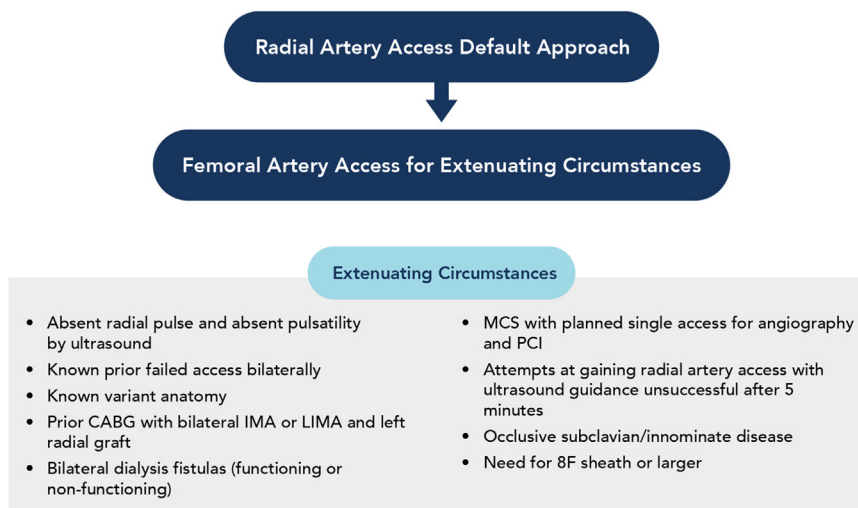 Radial Artery Access Default Approach
Femoral Artery Access for Extenuating Circumstances
Extenuating Circumstances
• Absent radial pulse and absent pulsatility
by ultrasound
• Known prior failed access bilaterally
• Known variant anatomy
• Prior CABG with bilateral IMA or LIMA and left
radial graft
• Bilateral dialysis fistulas (functioning or
non-functioning)
• MCS with planned single access for angiography
and PCI
• Attempts at gaining radial artery access with
ultrasound guidance unsuccessful after 5
minutes
• Occlusive subclavian/innominate disease
• Need for 8F sheath or larger